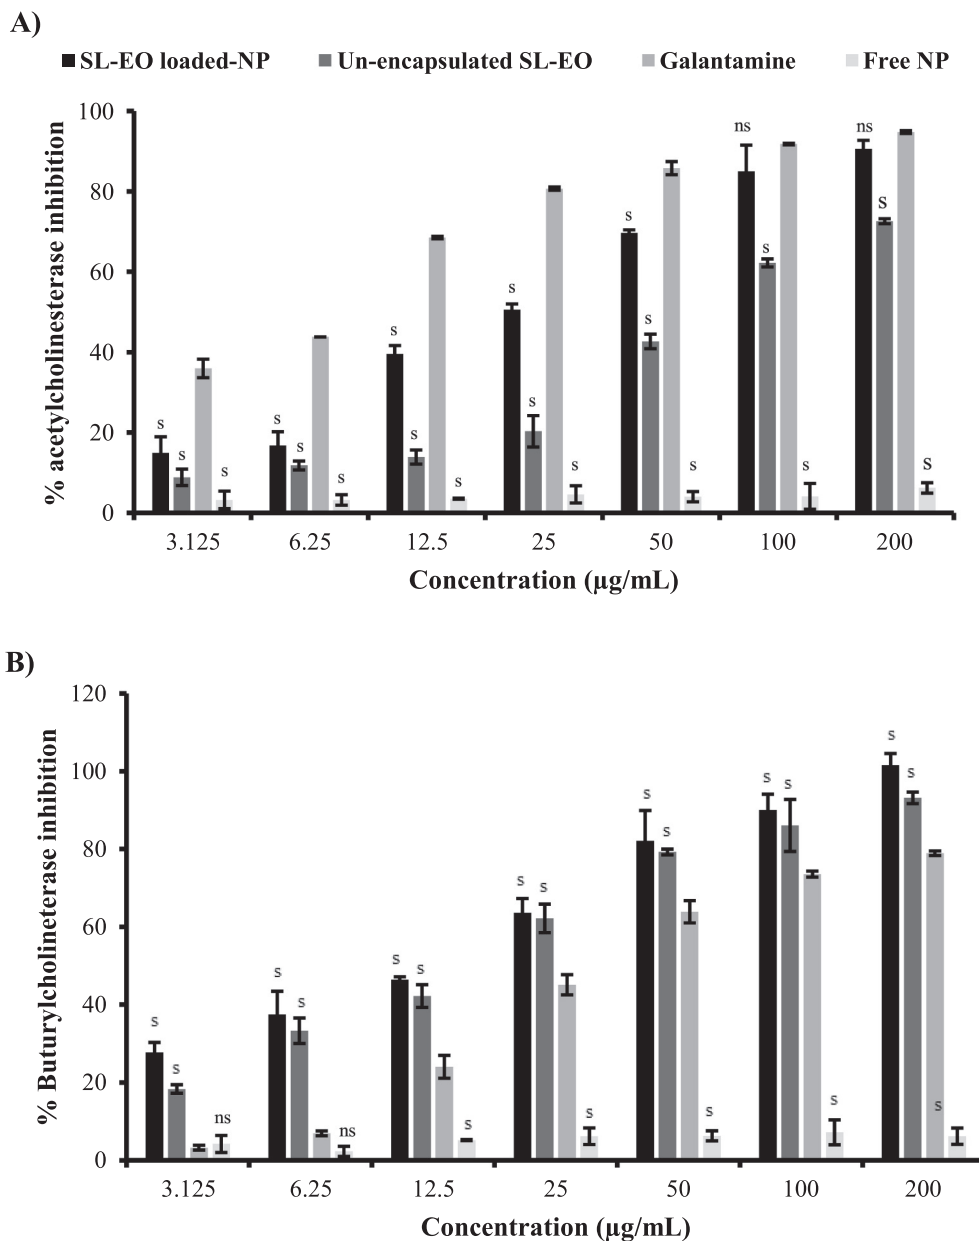 A)
SL-EO loaded-NP Un-encapsulated SL-EO Galantamine Free NP
% acetylcholinesterase inhibition
100
80
60
40
20
0
s s s
s s s
s s s
s s s
s s s
ns s s
ns s s
3.125 6.25 12.5 25 50 100 200
Concentration (µg/mL)
B)
% Buturylcholineterase inhibition
120
100
80
60
40
20
0
s s ns
s s ns
s s s
s s s
s s s
s s s
s s s
3.125 6.25 12.5 25 50 100 200
Concentration (µg/mL)